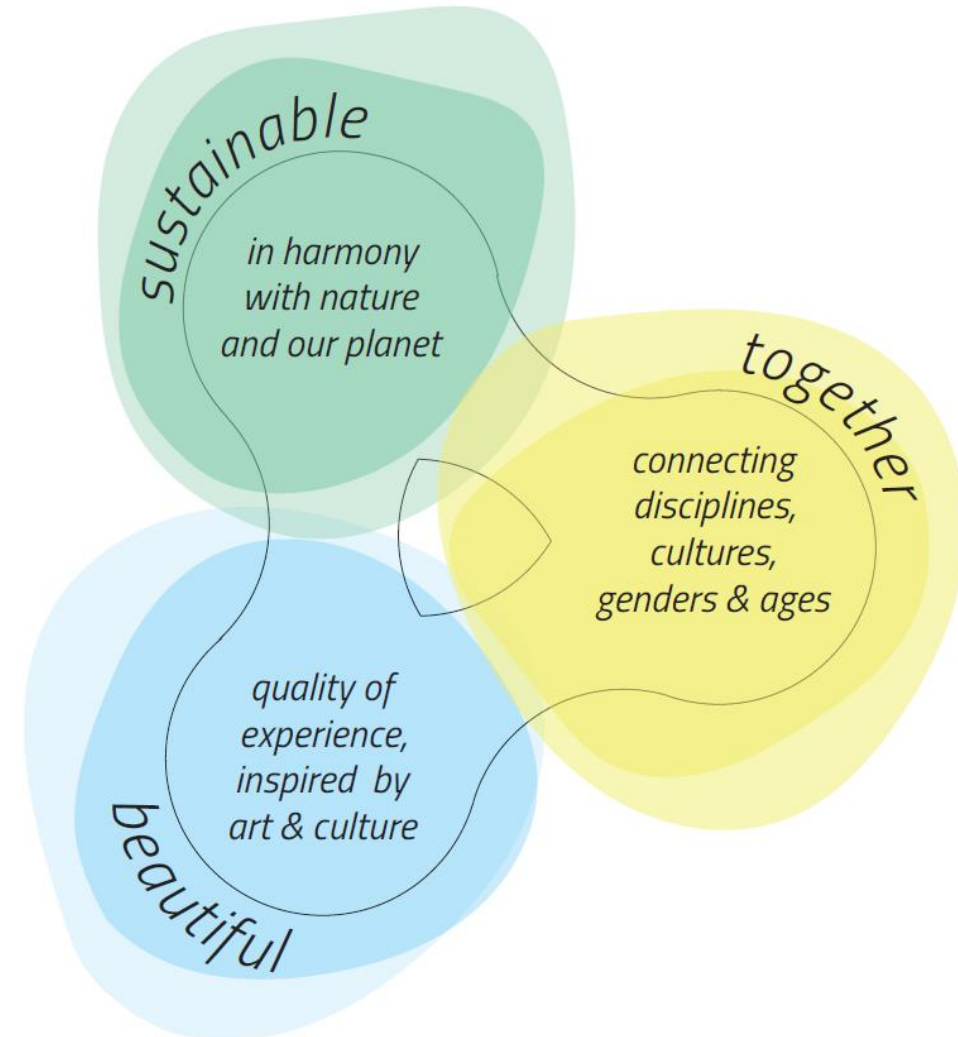 sustainable
in harmony
with nature
and our planet
together
connecting
disciplines,
cultures,
genders & ages
quality of
experience,
inspired by
art & culture
beautiful